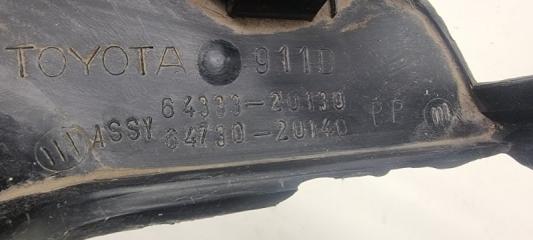 TOYOTA 911D
64333-20130
ASSY 64730-20140 PP m